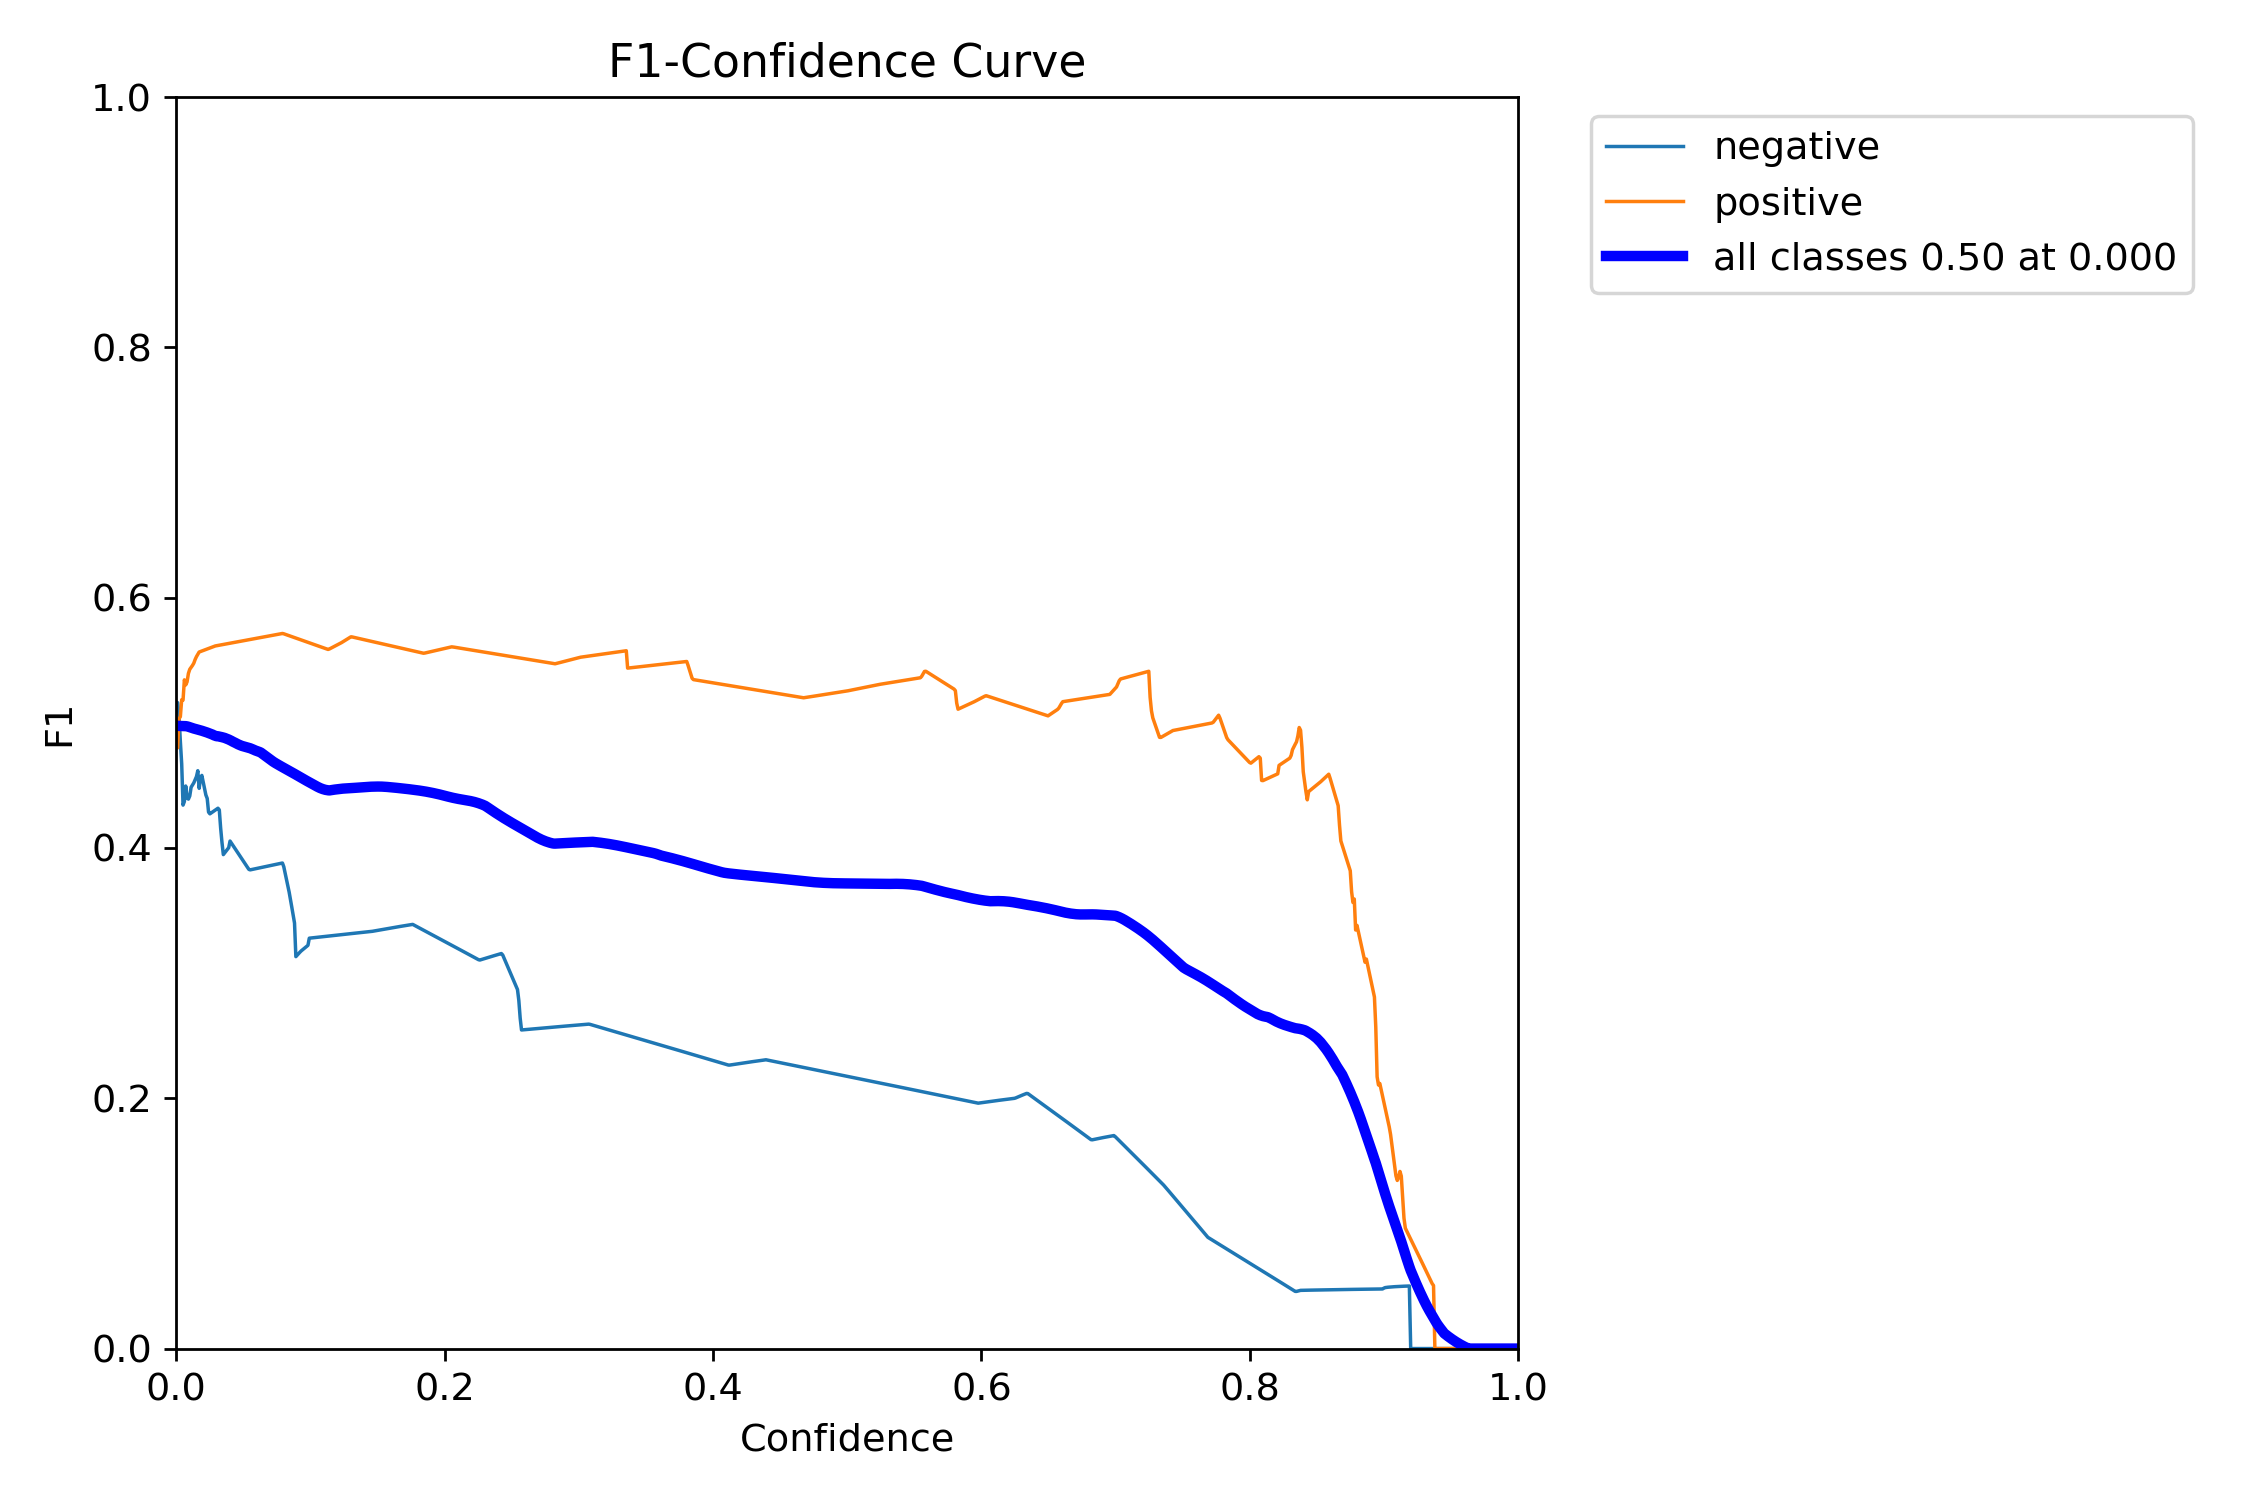 F1-Confidence Curve
1.0
0.8
0.6
0.4
0.2
0.0
F1
0.0 0.2 0.4 0.6 0.8 1.0
Confidence
negative
positive
all classes 0.50 at 0.000